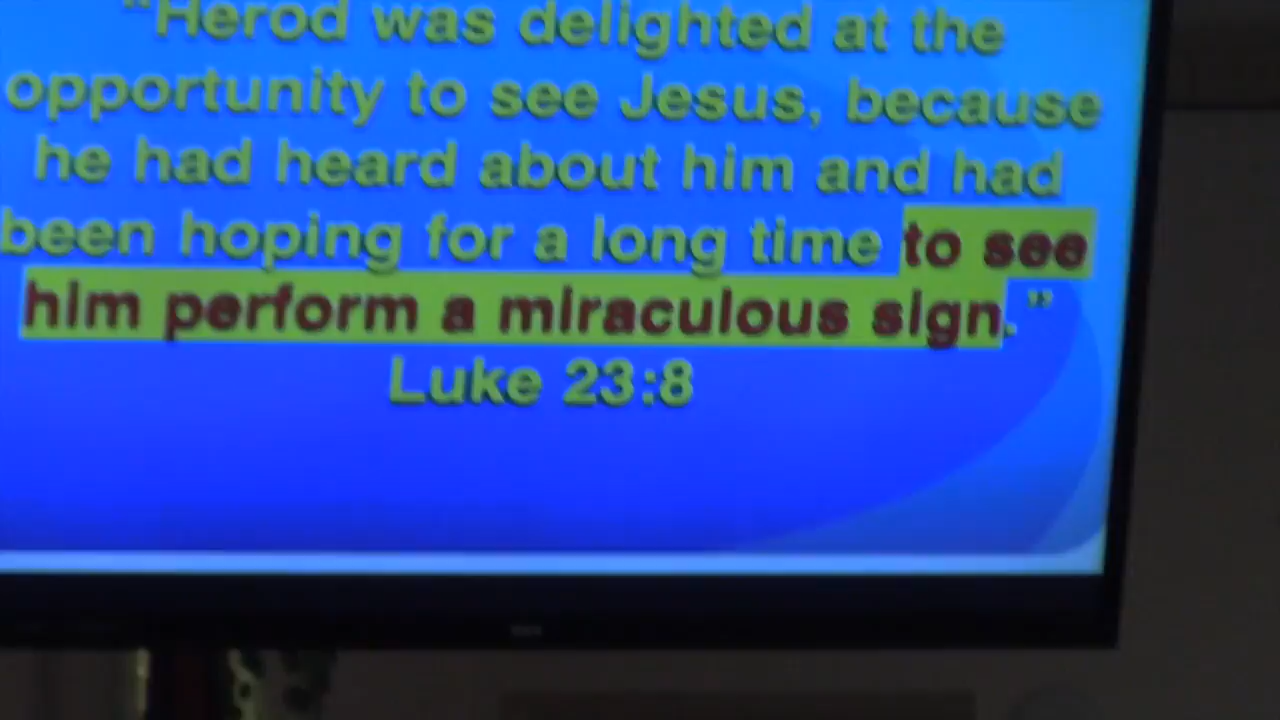 "Herod was delighted at the
opportunity to see Jesus, because
he had heard about him and had
been hoping for a long time to see
him perform a miraculous sign."
Luke 23:8